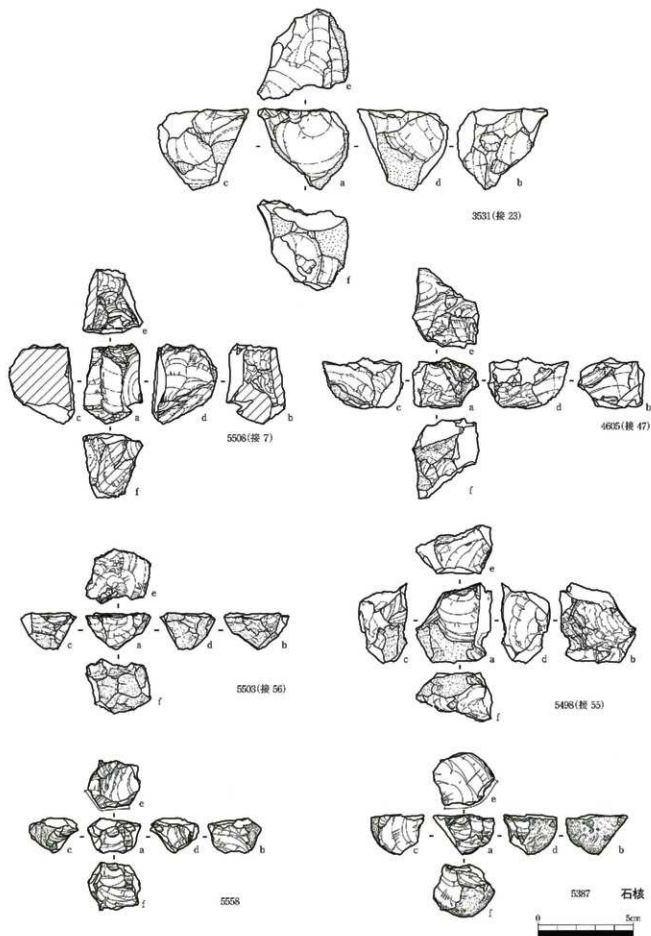 e
c a d b
3531(接 23)
f
e
c a d b
5506(接 7)
f
e
c a d b
4605(接 47)
f
e
c a d b
5503(接 56)
f
e
c a d b
5498(接 55)
f
e
c a d b
f
5558
e
c a d b
f
5387 石核
0 5cm